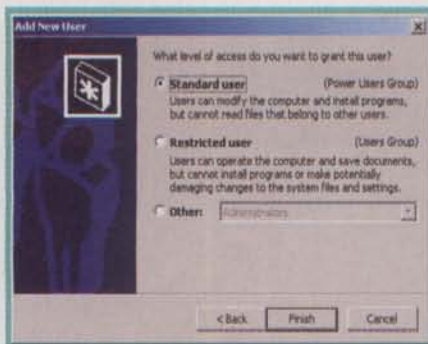 Add New User
What level of access do you want to grant this user?
Standard user (Power Users Group)
Users can modify the computer and install programs,
but cannot read files that belong to other users.
Restricted user (Users Group)
Users can operate the computer and save documents,
but cannot install programs or make potentially
damaging changes to the system files and settings.
Other: Administrators
< Back Finish Cancel